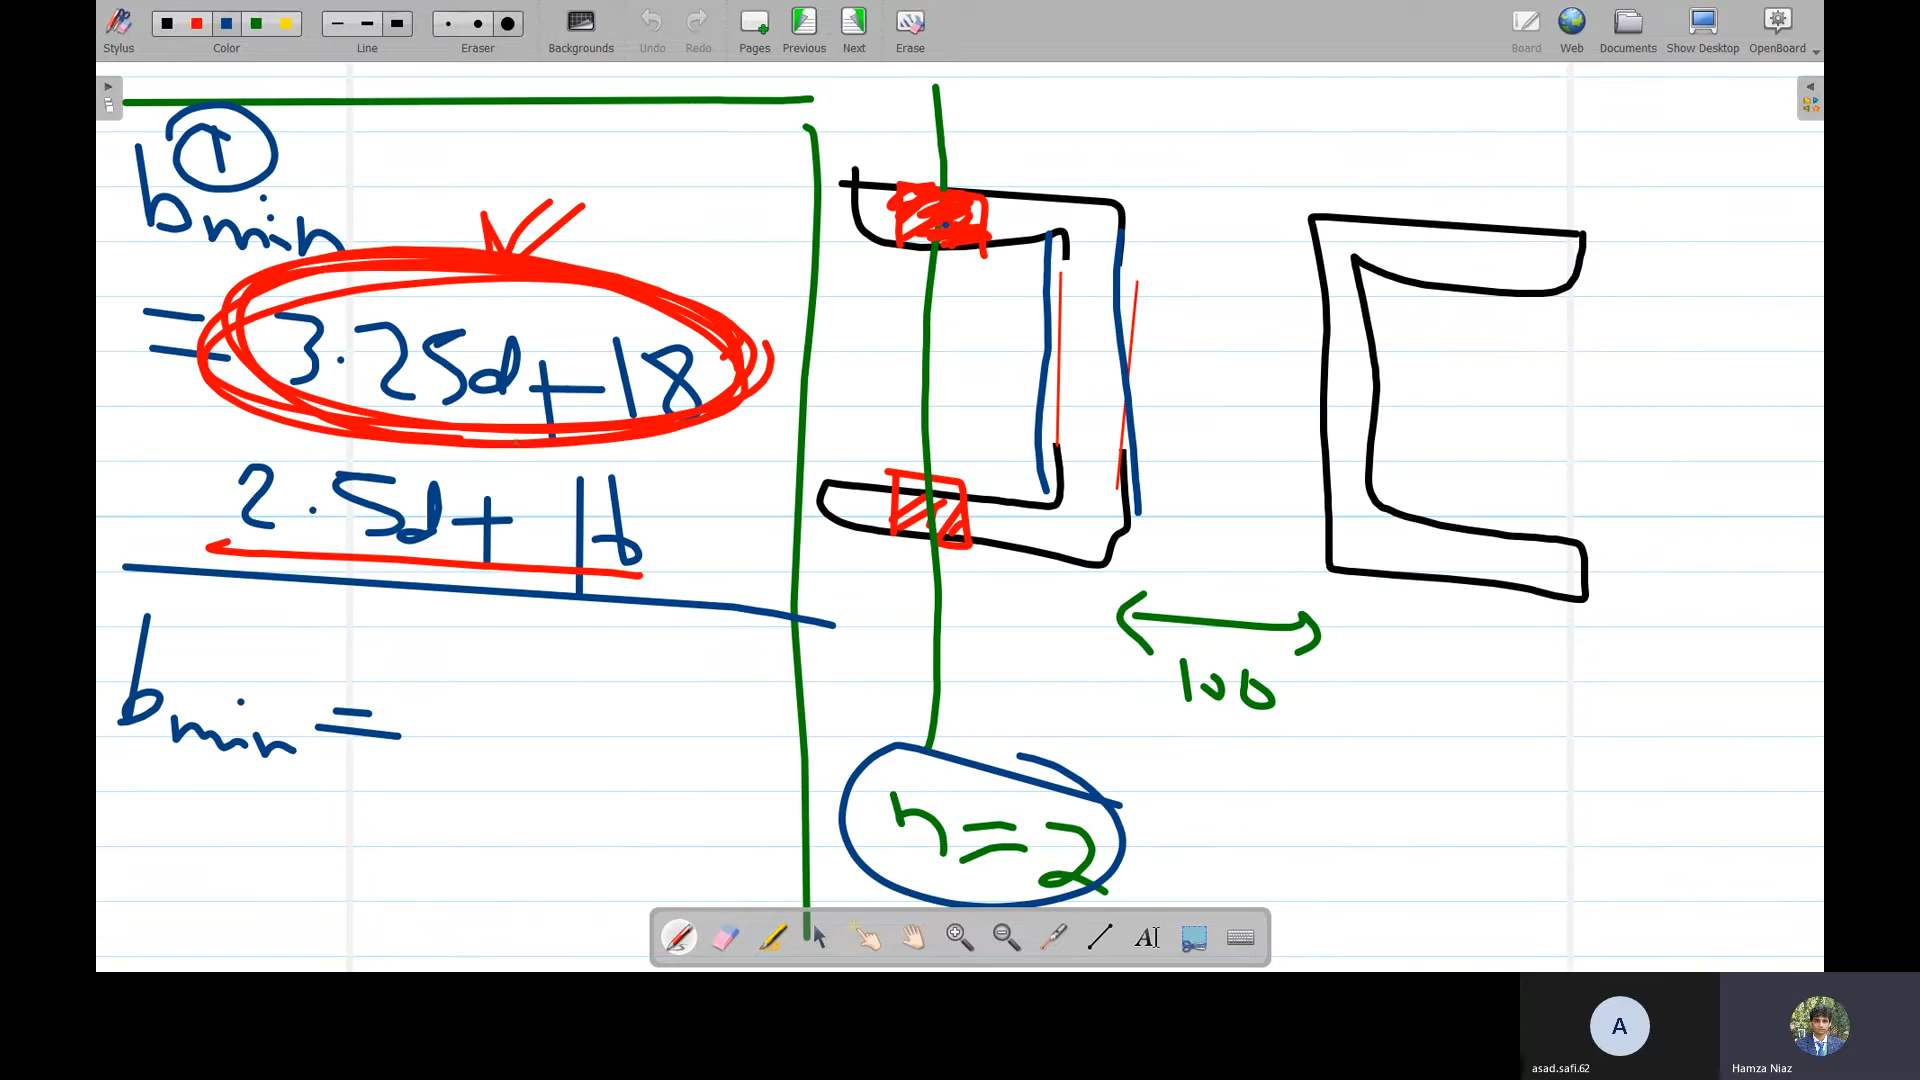 Stylus
Color
Line
Eraser
Backgrounds
Undo
Redo
Pages
Previous
Next
Erase
Board
Web
Documents
Show Desktop
OpenBoard
1
bmin
= 3.25d+18
2.5d+16
bmin =
100
n=2
A
asad.safi.62
Hamza Niaz